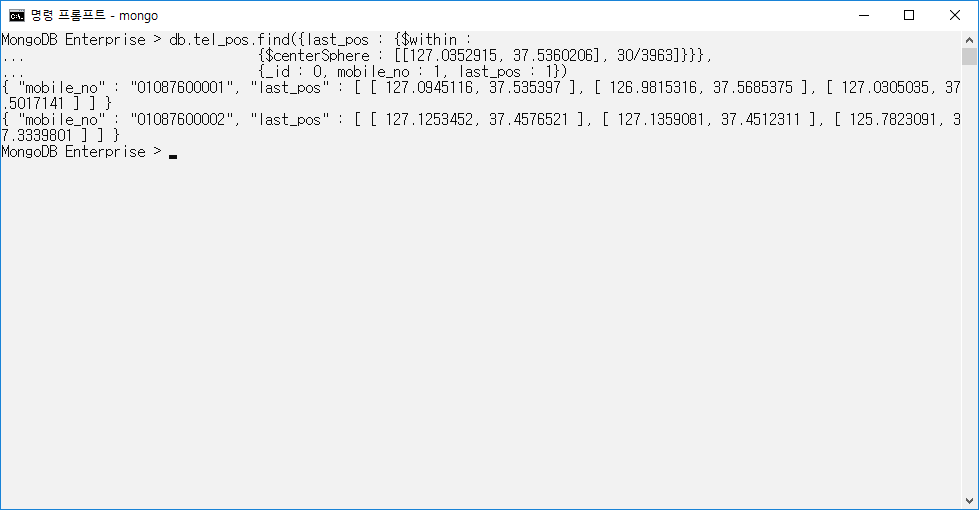 명령 프롬프트 - mongo
MongoDB Enterprise > db.tel_pos.find({last_pos : {$within :
... {$centerSphere : [[127.0352915, 37.5360206], 30/3963]}}},
... {_id : 0, mobile_no : 1, last_pos : 1})
{ "mobile_no" : "01087600001", "last_pos" : [ [ 127.0945116, 37.535397 ], [ 126.9815316, 37.5685375 ], [ 127.0305035, 37
.5017141 ] ] }
{ "mobile_no" : "01087600002", "last_pos" : [ [ 127.1253452, 37.4576521 ], [ 127.1359081, 37.4512311 ], [ 125.7823091, 3
7.3339801 ] ] }
MongoDB Enterprise >